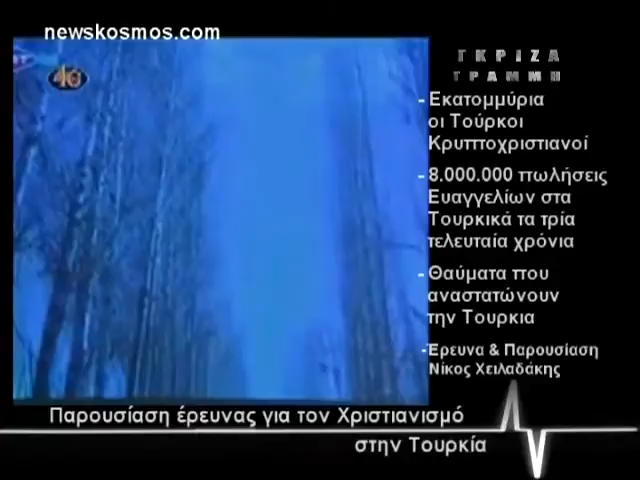 newskosmos.com
ΓΚΡΙΖΑ
ΓΡΑΜΜΗ
- Εκατομμύρια
οι Τούρκοι
Κρυπτοχριστιανοί
- 8.000.000 πωλήσεις
Ευαγγελίων στα
Τουρκικά τα τρία
τελευταία χρόνια
- Θαύματα που
αναστατώνουν
την Τουρκια
- Έρευνα & Παρουσίαση
Νίκος Χειλαδάκης
Παρουσίαση έρευνας για τον Χριστιανισμό
στην Τουρκία